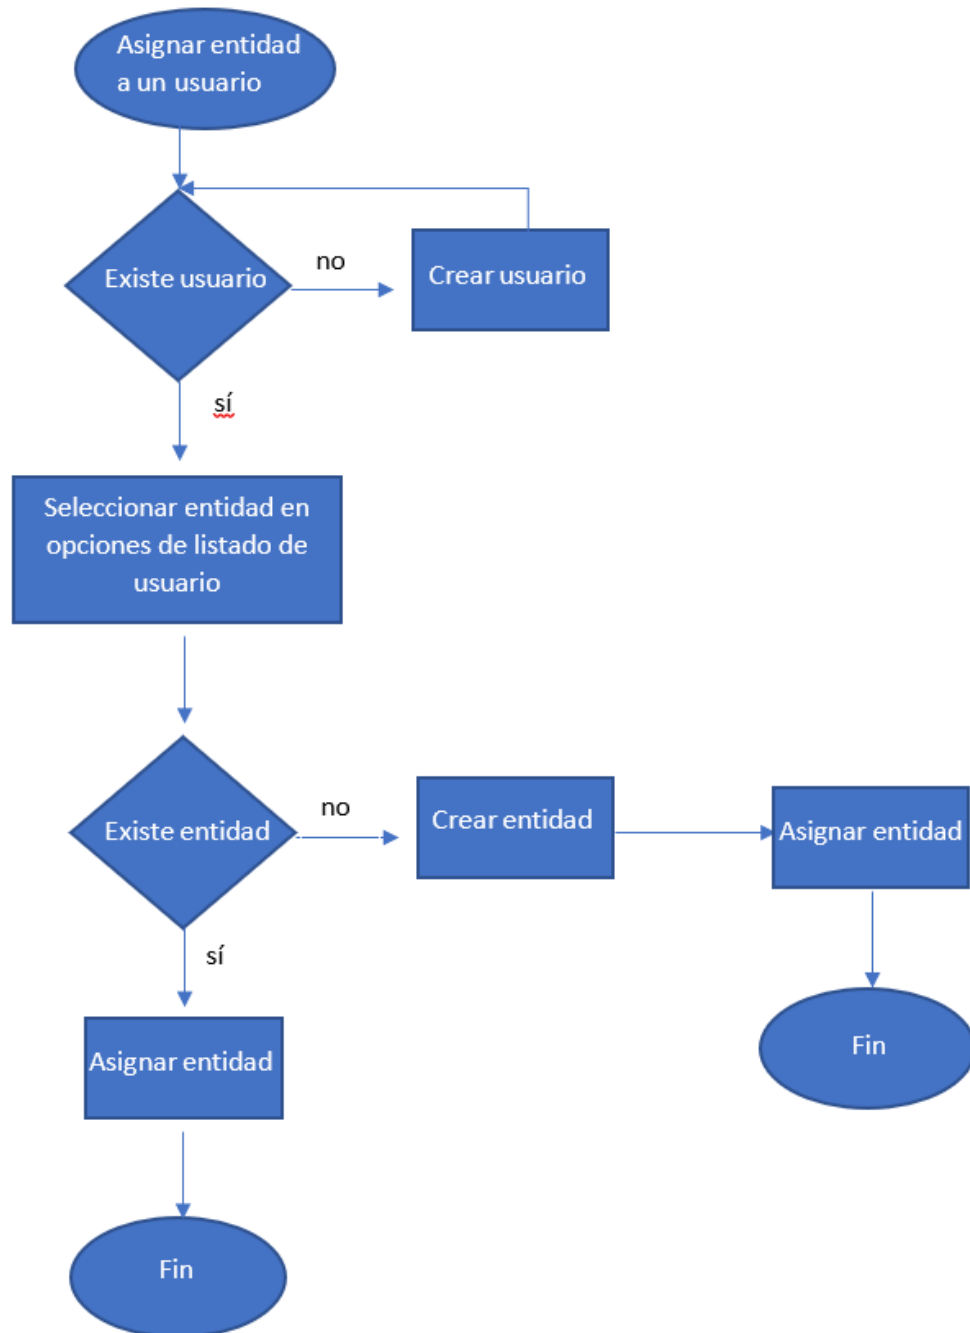 Asignar entidad
a un usuario
Existe usuario
no
Crear usuario
sí
Seleccionar entidad en
opciones de listado de
usuario
Existe entidad
no
Crear entidad
Asignar entidad
sí
Asignar entidad
Fin
Fin